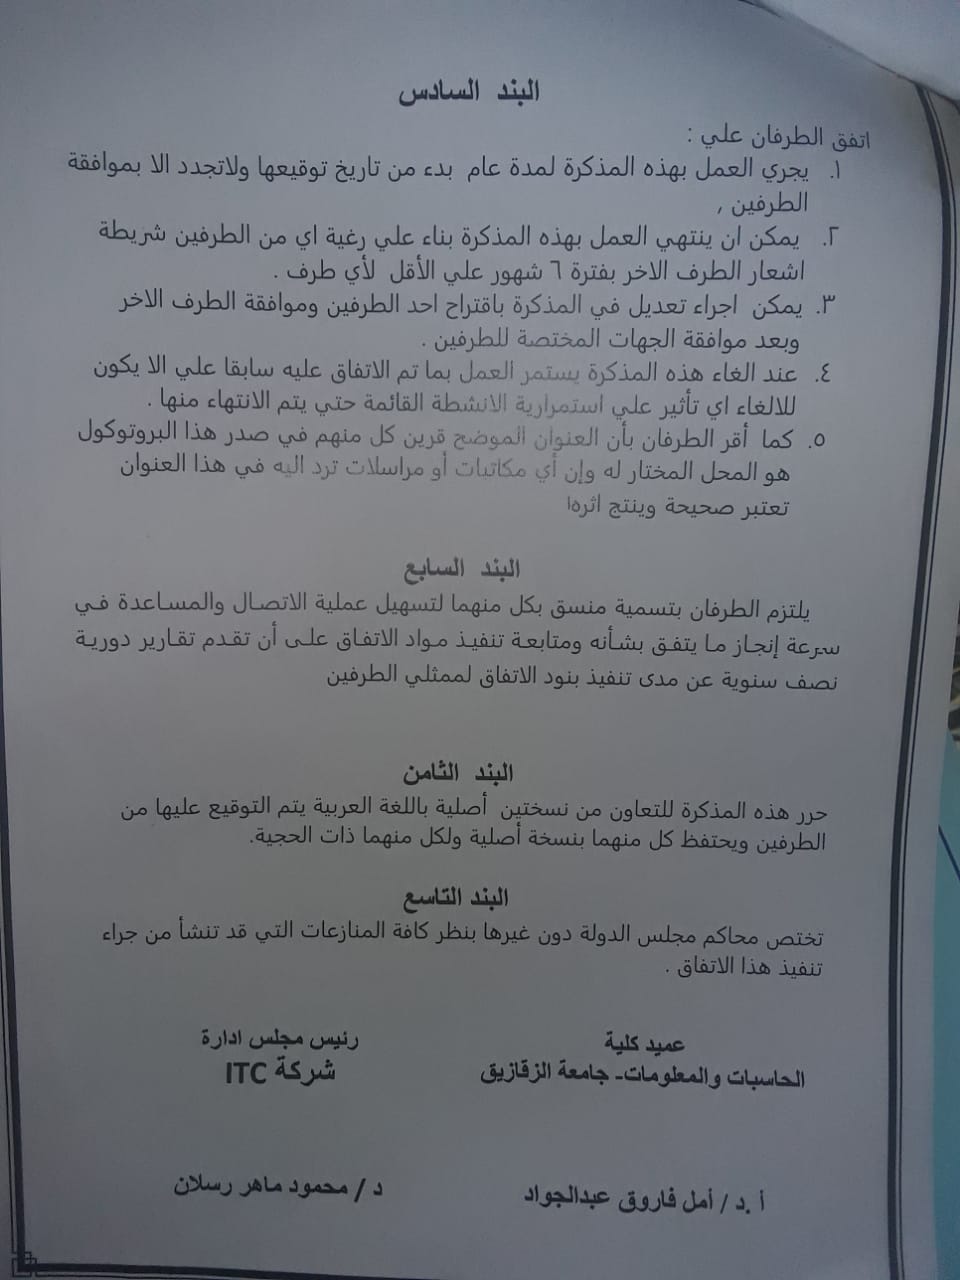 البند السادس
اتفق الطرفان علي :
١. يجري العمل بهذه المذكرة لمدة عام بدء من تاريخ توقيعها ولاتجدد الا بموافقة
الطرفين ,
٢. يمكن ان ينتهي العمل بهذه المذكرة بناء علي رغبة اي من الطرفين شريطة
اشعار الطرف الاخر بفترة ٦ شهور علي الأقل لأي طرف .
٣. يمكن اجراء تعديل في المذكرة باقتراح احد الطرفين وموافقة الطرف الاخر
وبعد موافقة الجهات المختصة للطرفين .
٤. عند الغاء هذه المذكرة يستمر العمل بما تم الاتفاق عليه سابقا علي الا يكون
للالغاء اي تأثير علي استمرارية الانشطة القائمة حتي يتم الانتهاء منها .
٥. كما أقر الطرفان بأن العنوان الموضح قرين كل منهم في صدر هذا البروتوكول
هو المحل المختار له وإن أي مكاتبات أو مراسلات ترد اليه في هذا العنوان
تعتبر صحيحة وينتج اثرها
البند السابع
يلتزم الطرفان بتسمية منسق بكل منهما لتسهيل عملية الاتصال والمساعدة في
سرعة إنجاز ما يتفق بشأنه ومتابعة تنفيذ مواد الاتفاق على أن تقدم تقارير دورية
نصف سنوية عن مدى تنفيذ بنود الاتفاق لممثلي الطرفين
البند الثامن
حرر هذه المذكرة للتعاون من نسختين أصلية باللغة العربية يتم التوقيع عليها من
الطرفين ويحتفظ كل منهما بنسخة أصلية ولكل منهما ذات الحجية.
البند التاسع
تختص محاكم مجلس الدولة دون غيرها بنظر كافة المنازعات التي قد تنشأ من جراء
تنفيذ هذا الاتفاق .
عميد كلية
الحاسبات والمعلومات- جامعة الزقازيق
رئيس مجلس ادارة
شركة ITC
أ .د / أمل فاروق عبدالجواد
د / محمود ماهر رسلان